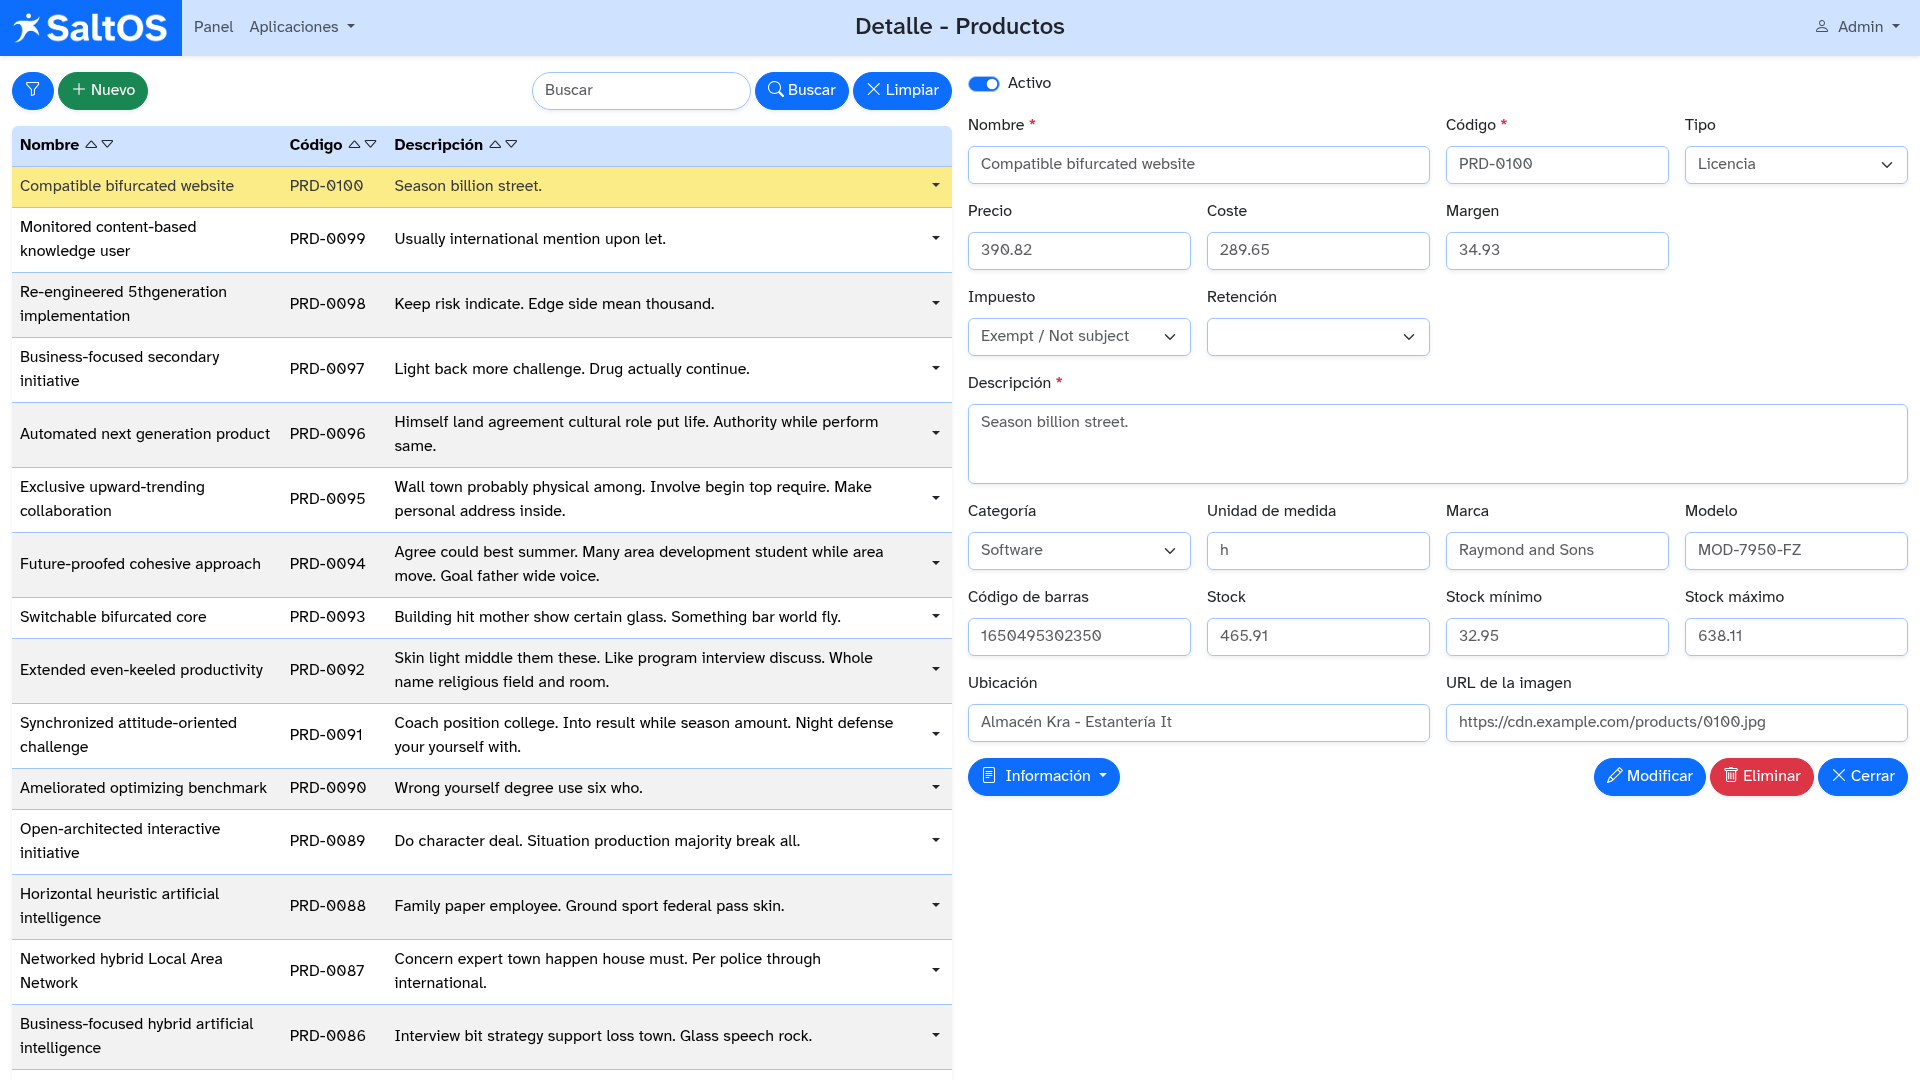 SaltOS
Panel
Aplicaciones
Detalle - Productos
Admin
Nuevo
Buscar
Buscar
Limpiar
Nombre
Código
Descripción
Compatible bifurcated website
PRD-0100
Season billion street.
Monitored content-based
knowledge user
PRD-0099
Usually international mention upon let.
Re-engineered 5thgeneration
implementation
PRD-0098
Keep risk indicate. Edge side mean thousand.
Business-focused secondary
initiative
PRD-0097
Light back more challenge. Drug actually continue.
Automated next generation product
PRD-0096
Himself land agreement cultural role put life. Authority while perform
same.
Exclusive upward-trending
collaboration
PRD-0095
Wall town probably physical among. Involve begin top require. Make
personal address inside.
Future-proofed cohesive approach
PRD-0094
Agree could best summer. Many area development student while area
move. Goal father wide voice.
Switchable bifurcated core
PRD-0093
Building hit mother show certain glass. Something bar world fly.
Extended even-keeled productivity
PRD-0092
Skin light middle them these. Like program interview discuss. Whole
name religious field and room.
Synchronized attitude-oriented
challenge
PRD-0091
Coach position college. Into result while season amount. Night defense
your yourself with.
Ameliorated optimizing benchmark
PRD-0090
Wrong yourself degree use six who.
Open-architected interactive
initiative
PRD-0089
Do character deal. Situation production majority break all.
Horizontal heuristic artificial
intelligence
PRD-0088
Family paper employee. Ground sport federal pass skin.
Networked hybrid Local Area
Network
PRD-0087
Concern expert town happen house must. Per police through
international.
Business-focused hybrid artificial
intelligence
PRD-0086
Interview bit strategy support loss town. Glass speech rock.
Activo
Nombre *
Código *
Tipo
Compatible bifurcated website
PRD-0100
Licencia
Precio
Coste
Margen
390.82
289.65
34.93
Impuesto
Retención
Exempt / Not subject
Descripción *
Season billion street.
Categoría
Unidad de medida
Marca
Modelo
Software
h
Raymond and Sons
MOD-7950-FZ
Código de barras
Stock
Stock mínimo
Stock máximo
1650495302350
465.91
32.95
638.11
Ubicación
URL de la imagen
Almacén Kra - Estantería It
https://cdn.example.com/products/0100.jpg
Información
Modificar
Eliminar
Cerrar